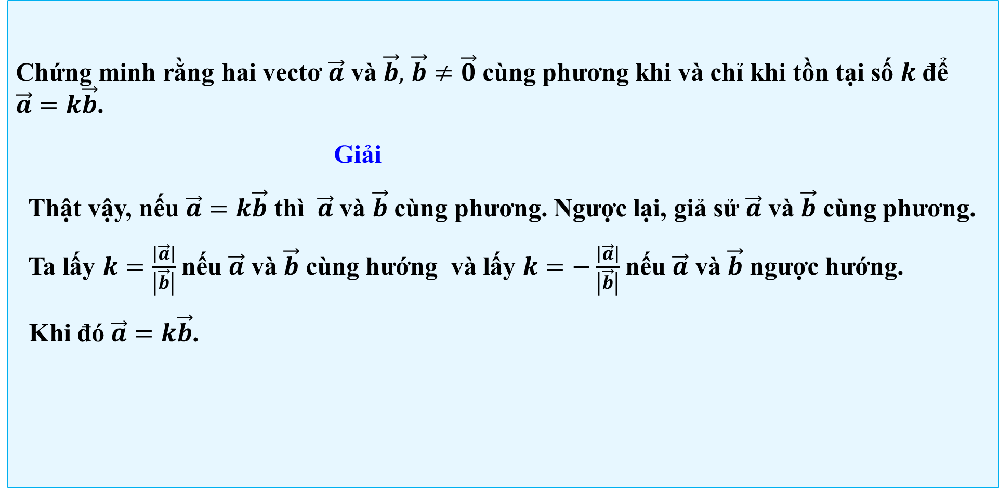 Chứng minh rằng hai vectơ $\vec{a}$ và $\vec{b}$, $\vec{b} \neq \vec{0}$ cùng phương khi và chỉ khi tồn tại số $k$ để
$\vec{a} = k\vec{b}$.
Giải
Thật vậy, nếu $\vec{a} = k\vec{b}$ thì $\vec{a}$ và $\vec{b}$ cùng phương. Ngược lại, giả sử $\vec{a}$ và $\vec{b}$ cùng phương.
Ta lấy $k = \frac{|\vec{a}|}{|\vec{b}|}$ nếu $\vec{a}$ và $\vec{b}$ cùng hướng và lấy $k = -\frac{|\vec{a}|}{|\vec{b}|}$ nếu $\vec{a}$ và $\vec{b}$ ngược hướng.
Khi đó $\vec{a} = k\vec{b}$.